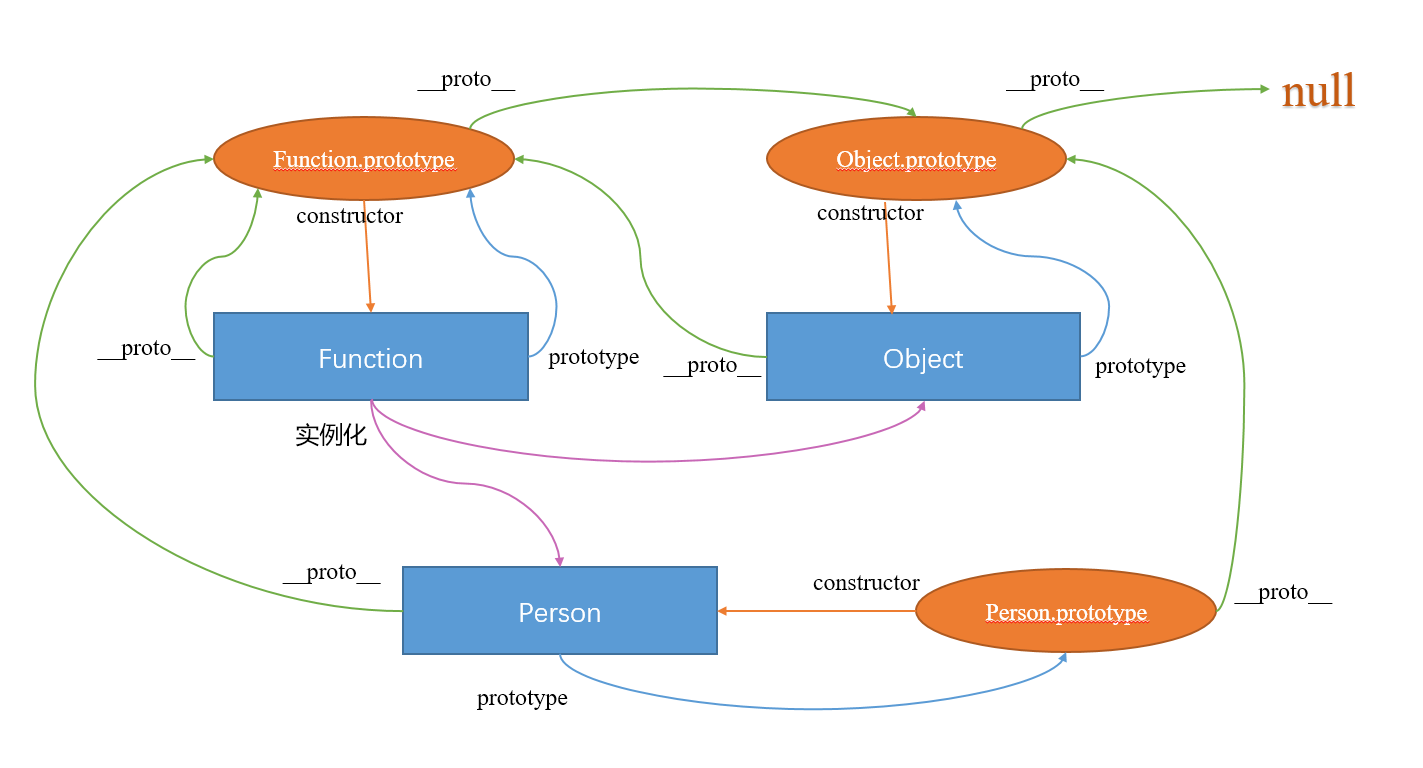 __proto__
__proto__
null
Function.prototype
Object.prototype
constructor
constructor
__proto__
Function
prototype
__proto__
Object
prototype
实例化
__proto__
constructor
__proto__
Person
Person.prototype
prototype